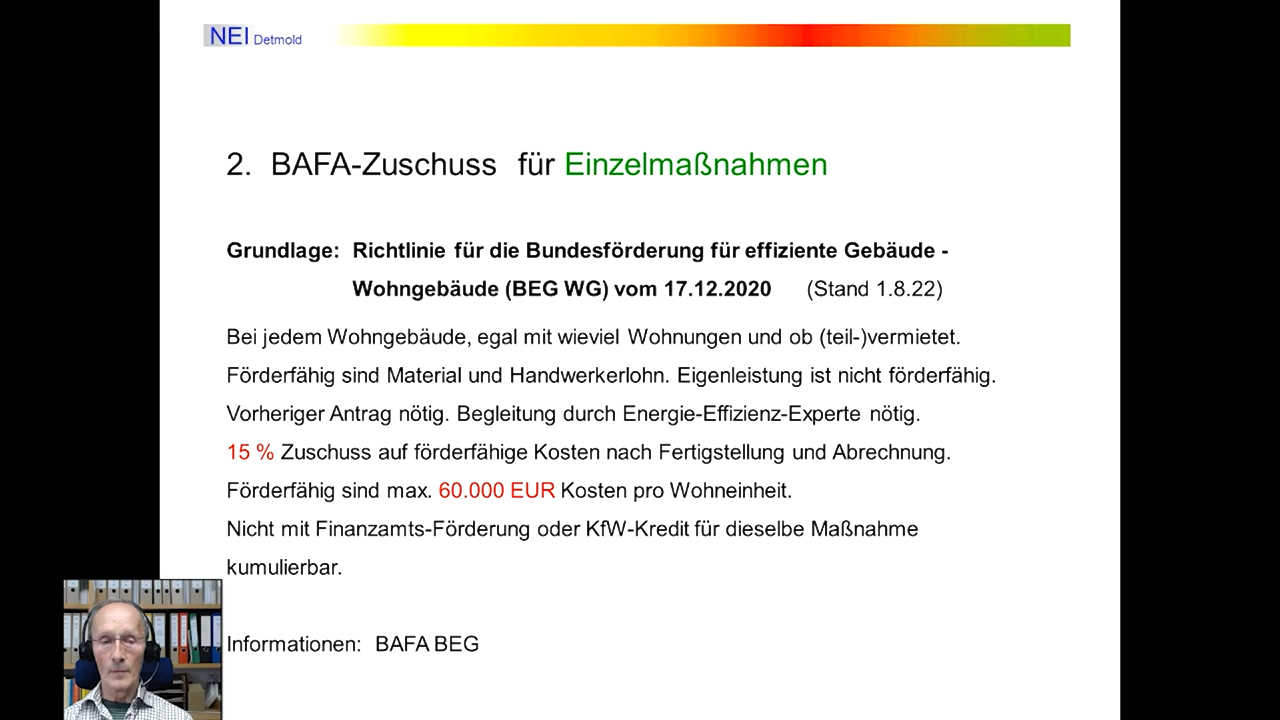 NEI Detmold
2. BAFA-Zuschuss für Einzelmaßnahmen
Grundlage: Richtlinie für die Bundesförderung für effiziente Gebäude -
Wohngebäude (BEG WG) vom 17.12.2020 (Stand 1.8.22)
Bei jedem Wohngebäude, egal mit wieviel Wohnungen und ob (teil-)vermietet.
Förderfähig sind Material und Handwerkerlohn. Eigenleistung ist nicht förderfähig.
Vorheriger Antrag nötig. Begleitung durch Energie-Effizienz-Experte nötig.
15 % Zuschuss auf förderfähige Kosten nach Fertigstellung und Abrechnung.
Förderfähig sind max. 60.000 EUR Kosten pro Wohneinheit.
Nicht mit Finanzamts-Förderung oder KfW-Kredit für dieselbe Maßnahme
kumulierbar.
Informationen: BAFA BEG